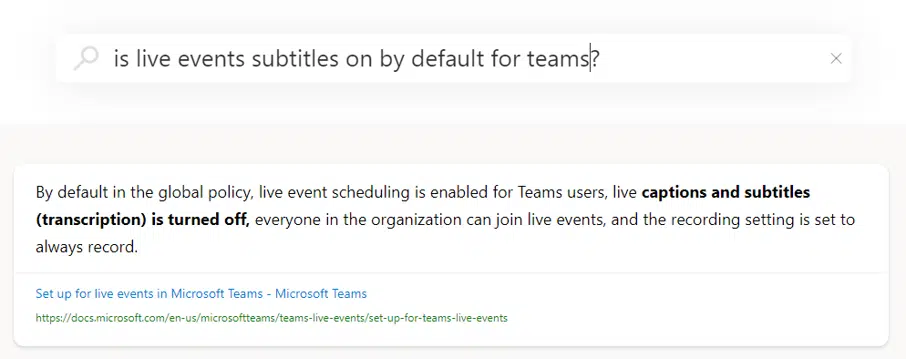 is live events subtitles on by default for teams?
By default in the global policy, live event scheduling is enabled for Teams users, live captions and subtitles
(transcription) is turned off, everyone in the organization can join live events, and the recording setting is set to
always record.
Set up for live events in Microsoft Teams - Microsoft Teams
https://docs.microsoft.com/en-us/microsoftteams/teams-live-events/set-up-for-teams-live-events